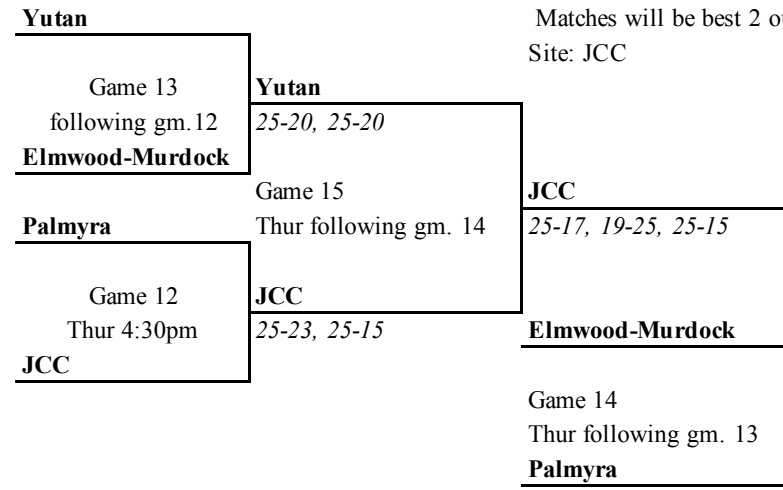 Yutan
Matches will be best 2
Site: JCC
Game 13
Yutan
following gm.12
25-20, 25-20
Elmwood-Murdock
Game 15
JCC
Palmyra
Thur following gm. 14
25-17, 19-25, 25-15
Game 12
JCC
Thur 4:30pm
25-23, 25-15
Elmwood-Murdock
JCC
Game 14
Thur following gm. 13
Palmyra